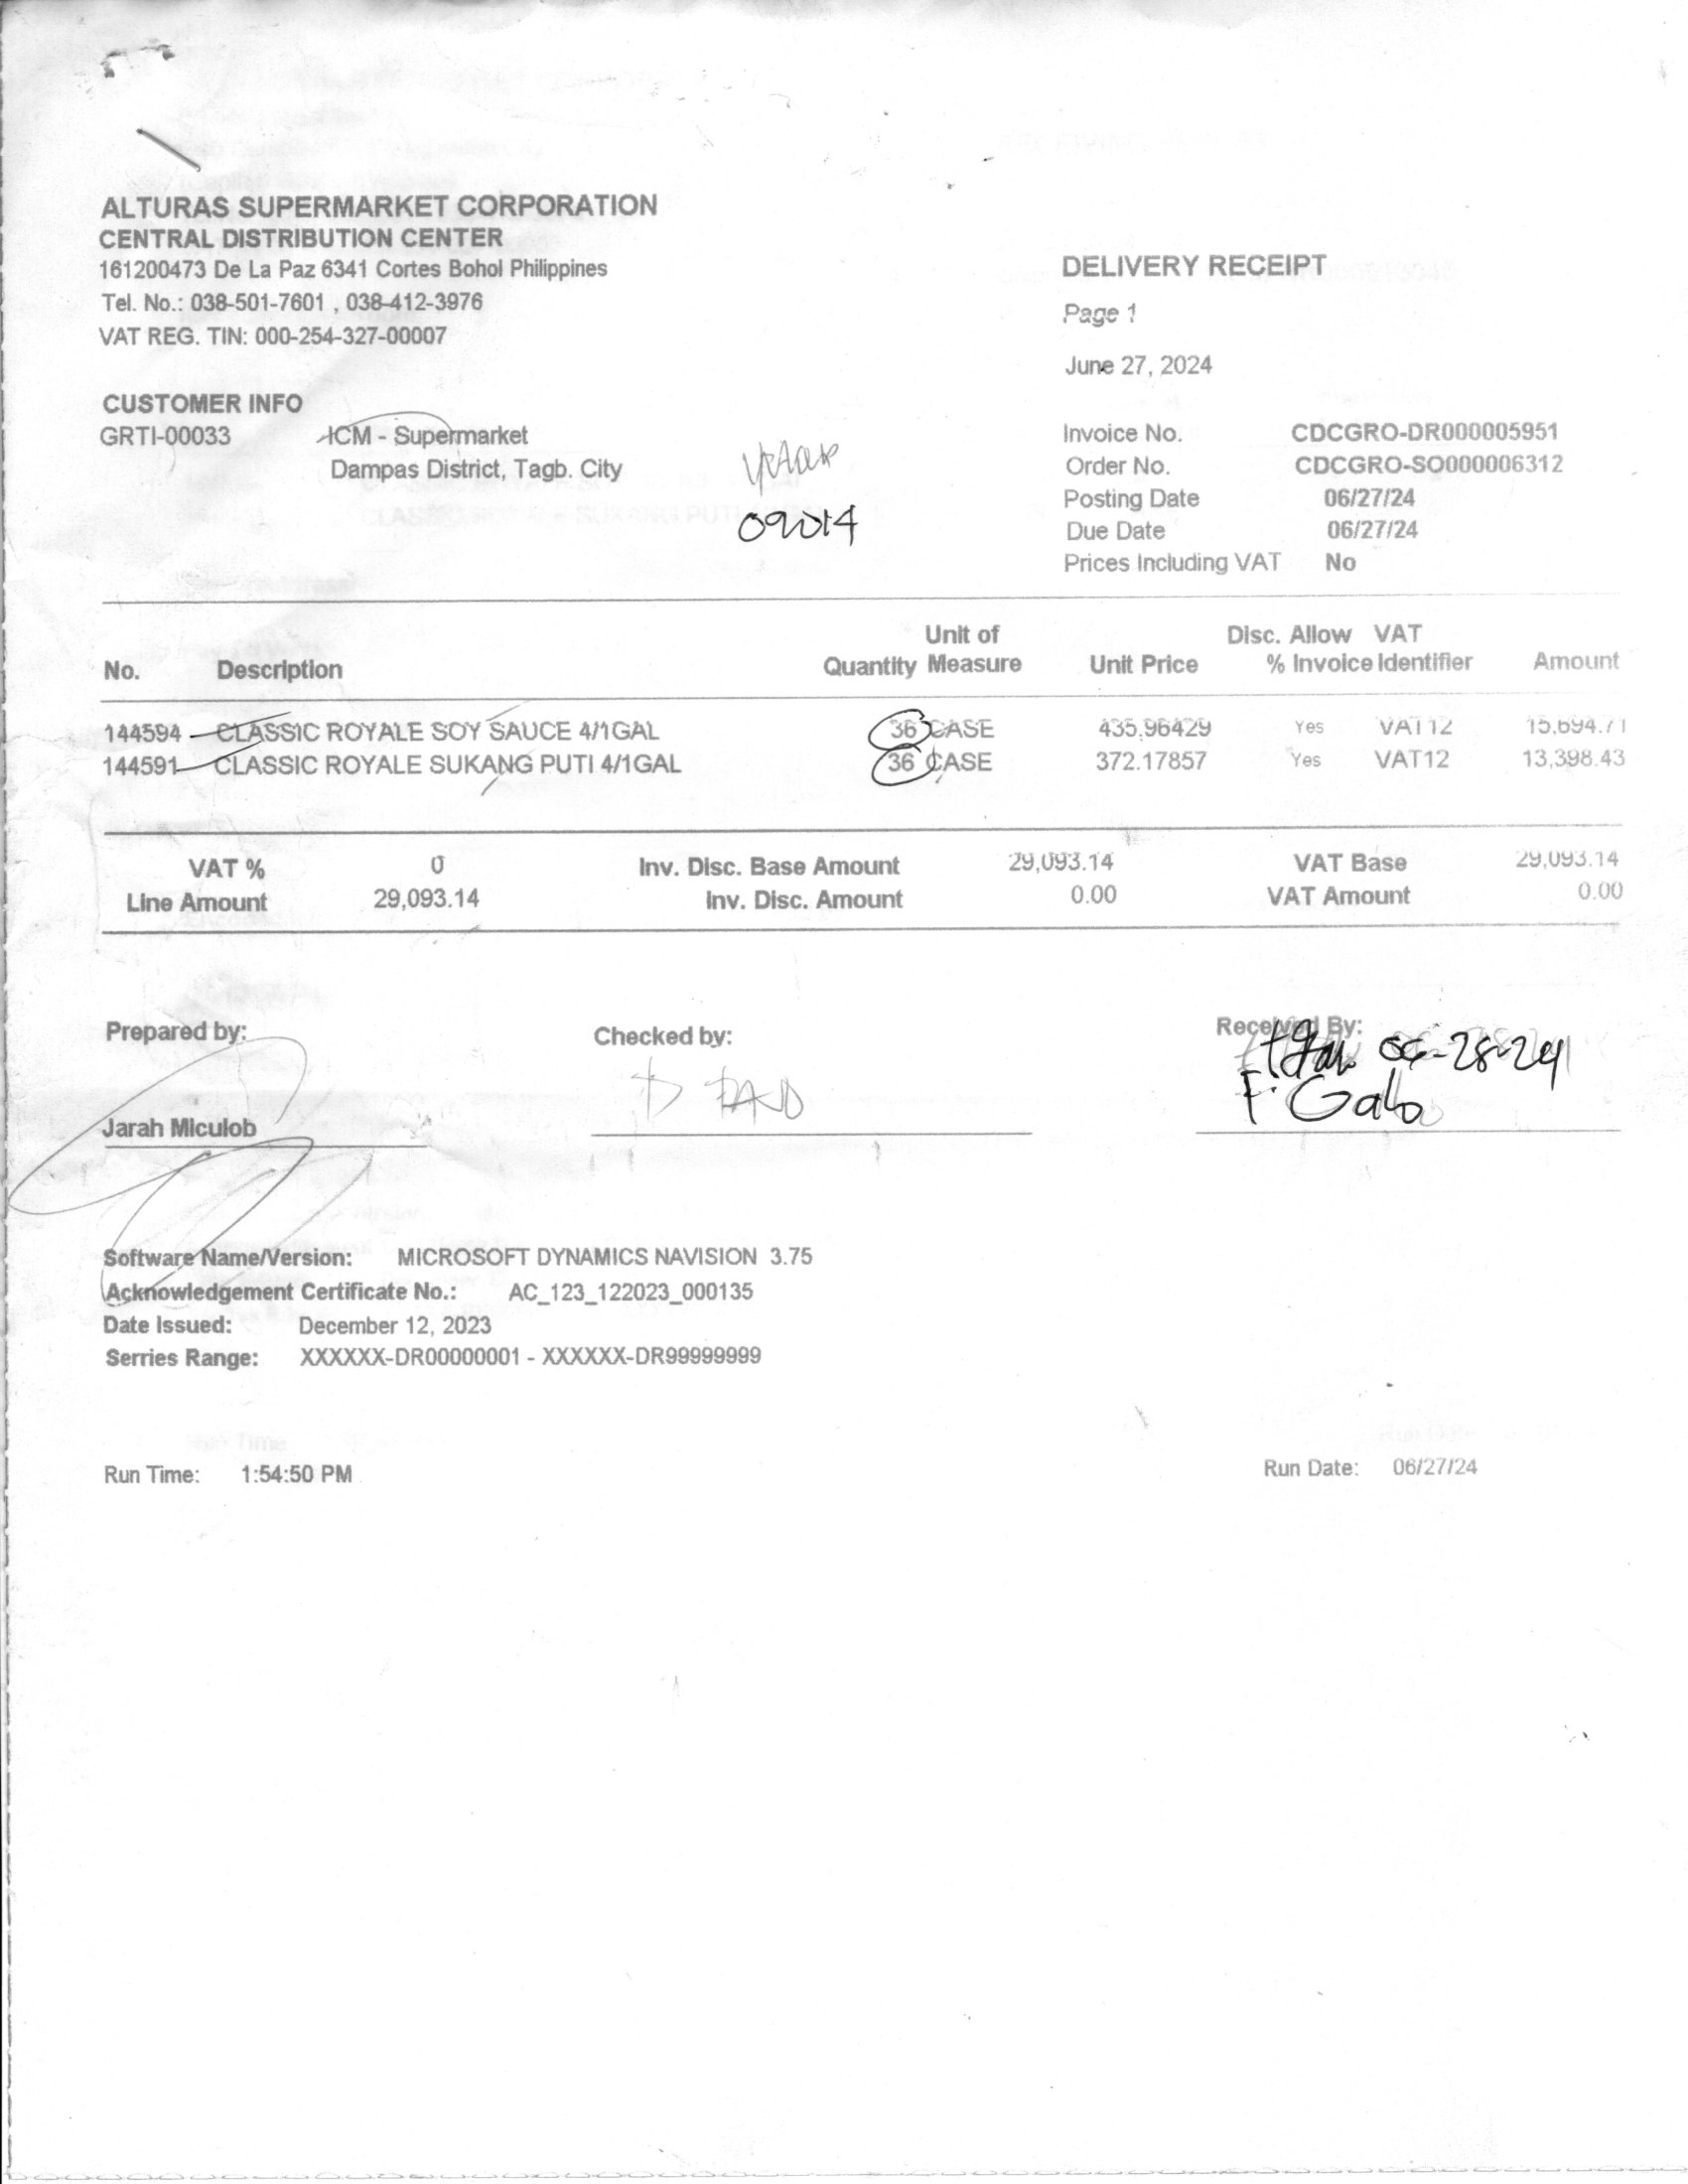 ALTURAS SUPERMARKET CORPORATION
CENTRAL DISTRIBUTION CENTER
161200473 De La Paz 6341 Cortes Bohol Philippines
Tel. No.: 038-501-7601 , 038-412-3976
VAT REG. TIN: 000-254-327-00007
DELIVERY RECEIPT
Page 1
June 27, 2024
CUSTOMER INFO
GRTI-00033 ICM - Supermarket
Dampas District, Tagb. City
Invoice No. CDCGRO-DR000005951
Order No. CDCGRO-SO000006312
Posting Date 06/27/24
Due Date 06/27/24
Prices Including VAT No
Unit of Disc. Allow VAT
No. Description Quantity Measure Unit Price % Invoice Identifier Amount
144594 CLASSIC ROYALE SOY SAUCE 4/1GAL 36 CASE 435.96429 Yes VAT12 15,694.71
144591 CLASSIC ROYALE SUKANG PUTI 4/1GAL 36 CASE 372.17857 Yes VAT12 13,398.43
VAT % 0 Inv. Disc. Base Amount 29,093.14 VAT Base 29,093.14
Line Amount 29,093.14 Inv. Disc. Amount 0.00 VAT Amount 0.00
Prepared by: Checked by: Received By:
06-28-24
F. Galo
Jarah Miculob
Software Name/Version: MICROSOFT DYNAMICS NAVISION 3.75
Acknowledgement Certificate No.: AC_123_122023_000135
Date Issued: December 12, 2023
Serries Range: XXXXXX-DR00000001 - XXXXXX-DR99999999
Run Time: 1:54:50 PM Run Date: 06/27/24